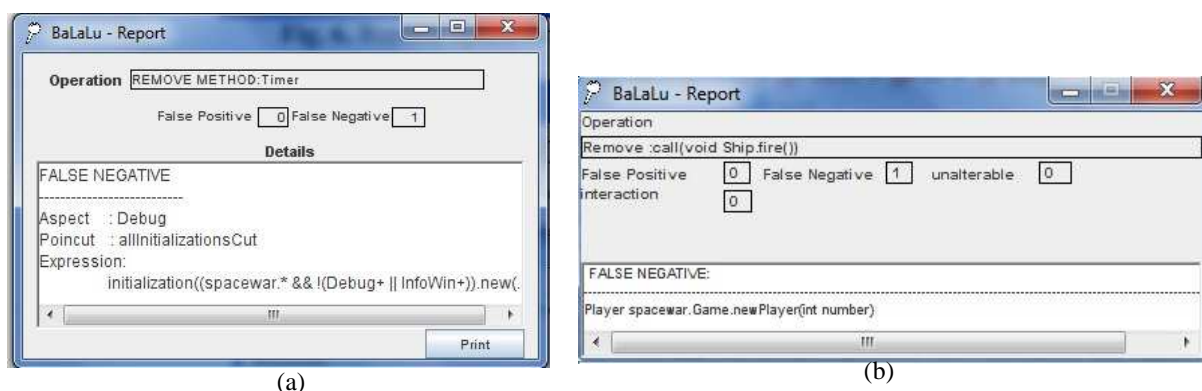 BaLaLu - Report
Operation REMOVE METHOD:Timer
False Positive 0 False Negative 1
Details
FALSE NEGATIVE
---------------------------
Aspect : Debug
Poincut : allInitializationsCut
Expression:
initialization((spacewar.* && !(Debug+ || InfoWin+)).new(.
Print
(a)
BaLaLu - Report
Operation
Remove :call(void Ship.fire())
False Positive 0 False Negative 1 unalterable 0
interaction 0
FALSE NEGATIVE:
Player spacewar.Game.newPlayer(int number)
(b)